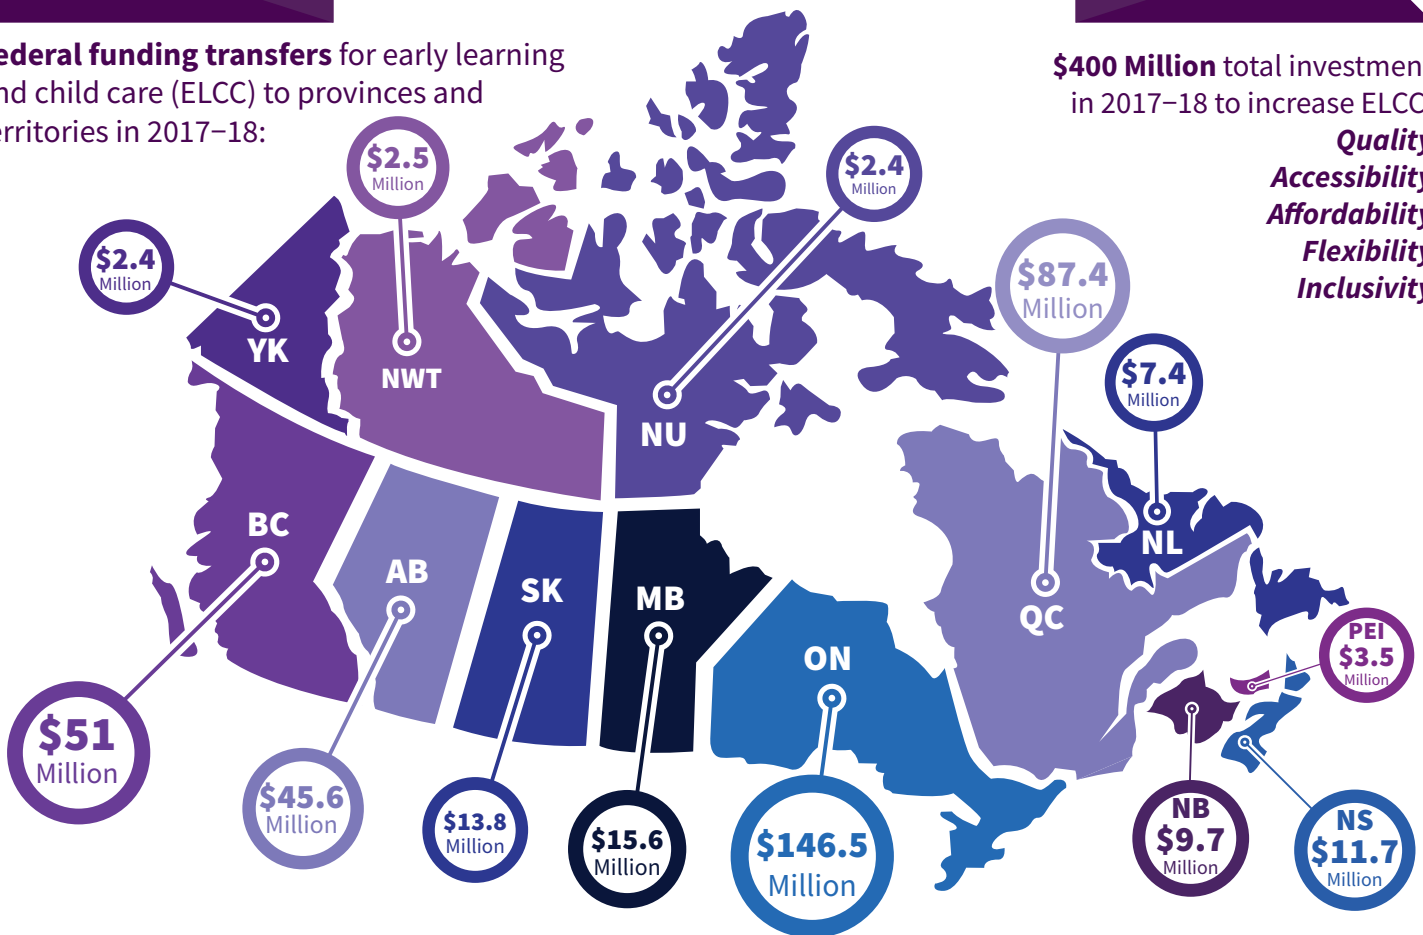 ederal funding transfers for early learning
nd child care (ELCC) to provinces and
erritories in 2017–18:
$400 Million total investmen
in 2017–18 to increase ELCC
Quality
Accessibility
Affordability
Flexibility
Inclusivity
$2.5
Million
$2.4
Million
$2.4
Million
$87.4
Million
$7.4
Million
YK
NWT
NU
BC
AB
SK
MB
ON
QC
NL
PEI
$3.5
Million
$51
Million
$45.6
Million
$13.8
Million
$15.6
Million
$146.5
Million
NB
$9.7
Million
NS
$11.7
Million